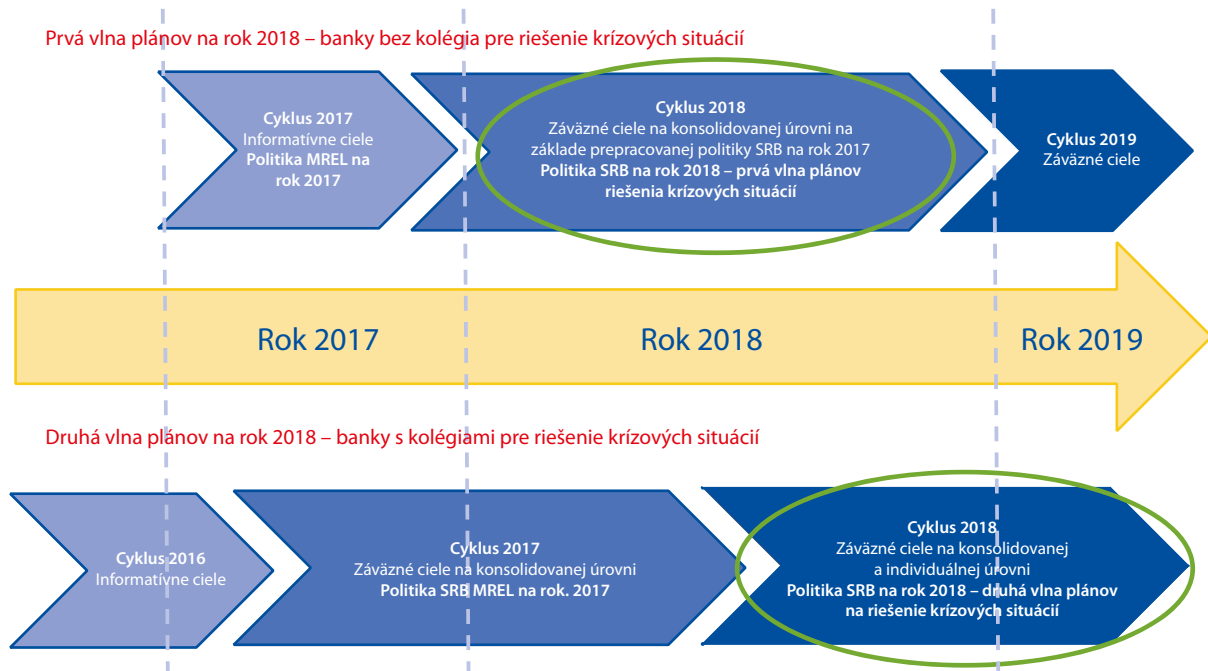 Prvá vlna plánov na rok 2018 – banky bez kolégia pre riešenie krízových situácií
Cyklus 2017
Informatívne ciele
Politika MREL na
rok 2017
Cyklus 2018
Záväzné ciele na konsolidovanej úrovni na
základe prepracovanej politiky SRB na rok 2017
Politika SRB na rok 2018 – prvá vlna plánov
riešenia krízových situácií
Cyklus 2019
Záväzné ciele
Rok 2017
Rok 2018
Rok 2019
Druhá vlna plánov na rok 2018 – banky s kolégiami pre riešenie krízových situácií
Cyklus 2016
Informatívne ciele
Cyklus 2017
Záväzné ciele na konsolidovanej úrovni
Politika SRB MREL na rok. 2017
Cyklus 2018
Záväzné ciele na konsolidovanej
a individuálnej úrovni
Politika SRB na rok 2018 – druhá vlna plánov
na riešenie krízových situácií